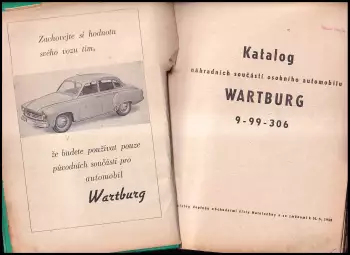 Zachovejte si hodnotu
svého vozu tím,
že budete používat pouze
původních součástí pro
automobil
Wartburg
Katalog
náhradních součástí osobního automobilu
WARTBURG
9-99-306